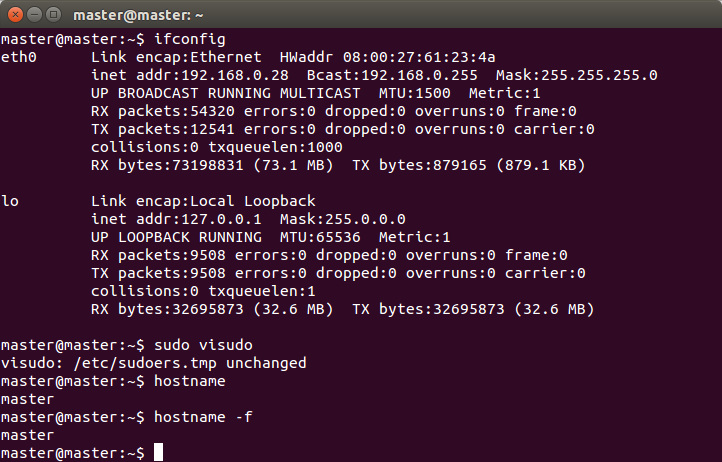 master@master: ~
master@master:~$ ifconfig
eth0      Link encap:Ethernet  HWaddr 08:00:27:61:23:4a
          inet addr:192.168.0.28  Bcast:192.168.0.255  Mask:255.255.255.0
          UP BROADCAST RUNNING MULTICAST  MTU:1500  Metric:1
          RX packets:54320 errors:0 dropped:0 overruns:0 frame:0
          TX packets:12541 errors:0 dropped:0 overruns:0 carrier:0
          collisions:0 txqueuelen:1000
          RX bytes:73198831 (73.1 MB)  TX bytes:879165 (879.1 KB)

lo        Link encap:Local Loopback
          inet addr:127.0.0.1  Mask:255.0.0.0
          UP LOOPBACK RUNNING  MTU:65536  Metric:1
          RX packets:9508 errors:0 dropped:0 overruns:0 frame:0
          TX packets:9508 errors:0 dropped:0 overruns:0 carrier:0
          collisions:0 txqueuelen:1
          RX bytes:32695873 (32.6 MB)  TX bytes:32695873 (32.6 MB)

master@master:~$ sudo visudo
visudo: /etc/sudoers.tmp unchanged
master@master:~$ hostname
master
master@master:~$ hostname -f
master
master@master:~$